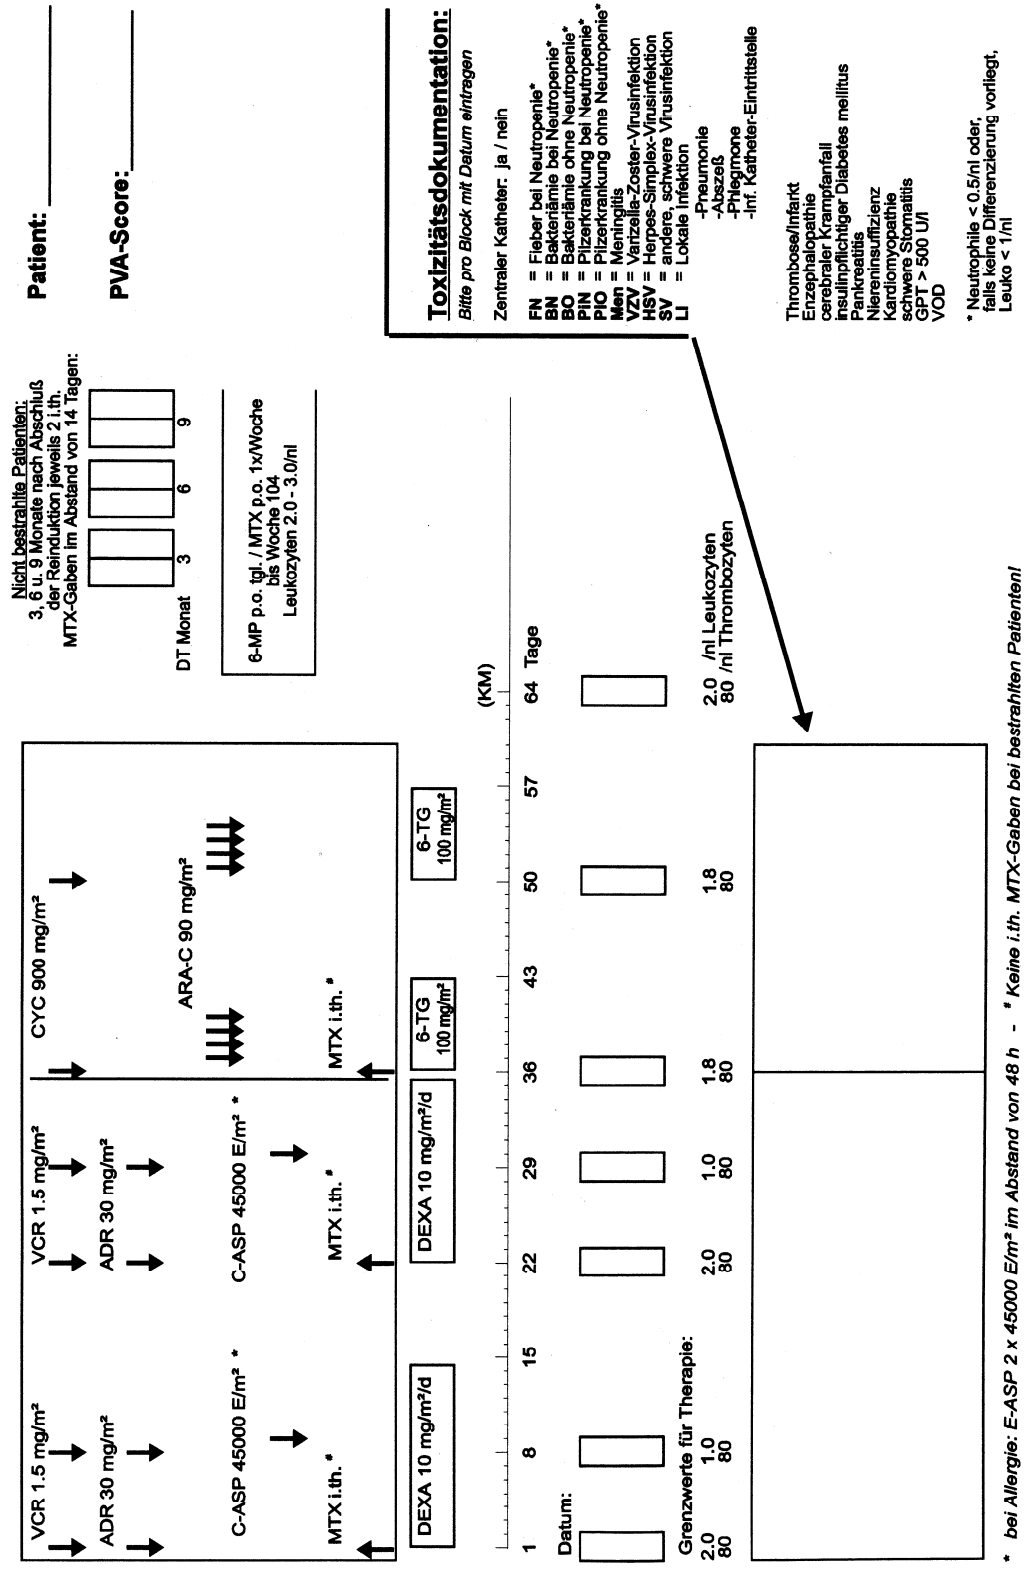 Patient:
PVA-Score:
Nicht bestrahlte Patienten:
3, 6 u. 9 Monate nach Abschluß
der Reinduktion jeweils 2 i.th.
MTX-Gaben im Abstand von 14 Tagen:
DT Monat 3 6 9
6-MP p.o. tgl. / MTX p.o. 1x/Woche
bis Woche 104
Leukozyten 2.0 - 3.0/nl
VCR 1.5 mg/m²
VCR 1.5 mg/m²
CYC 900 mg/m²
ADR 30 mg/m²
ADR 30 mg/m²
ARA-C 90 mg/m²
C-ASP 45000 E/m² *
C-ASP 45000 E/m² *
MTX i.th. #
MTX i.th. #
MTX i.th. #
DEXA 10 mg/m²/d
DEXA 10 mg/m²/d
6-TG
100 mg/m²
6-TG
100 mg/m²
(KM)
1 8 15 22 29 36 43 50 57 64 Tage
Datum:
Grenzwerte für Therapie:
2.0 1.0 2.0 1.0 1.8 1.8 2.0 /nl Leukozyten
80 80 80 80 80 80 80 /nl Thrombozyten
Toxizitätsdokumentation:
Bitte pro Block mit Datum eintragen
Zentraler Katheter: ja / nein
FN = Fieber bei Neutropenie*
BN = Bakteriämie bei Neutropenie*
BO = Bakteriämie ohne Neutropenie*
PiN = Pilzerkrankung bei Neutropenie*
PIO = Pilzerkrankung ohne Neutropenie*
Men = Meningitis
VZV = Varizella-Zoster-Virusinfektion
HSV = Herpes-Simplex-Virusinfektion
SV = andere, schwere Virusinfektion
LI = Lokale Infektion
-Pneumonie
-Abszeß
-Phlegmone
-Inf. Katheter-Eintrittstelle
Thrombose/Infarkt
Enzephalopathie
cerebraler Krampfanfall
insulinpflichtiger Diabetes mellitus
Pankreatitis
Niereninsuffizienz
Kardiomyopathie
schwere Stomatitis
GPT > 500 U/l
VOD
* Neutrophile < 0.5/nl oder,
falls keine Differenzierung vorliegt,
Leuko < 1/nl
* bei Allergie: E-ASP 2 x 45000 E/m² im Abstand von 48 h - # Keine i.th. MTX-Gaben bei bestrahlten Patienten!